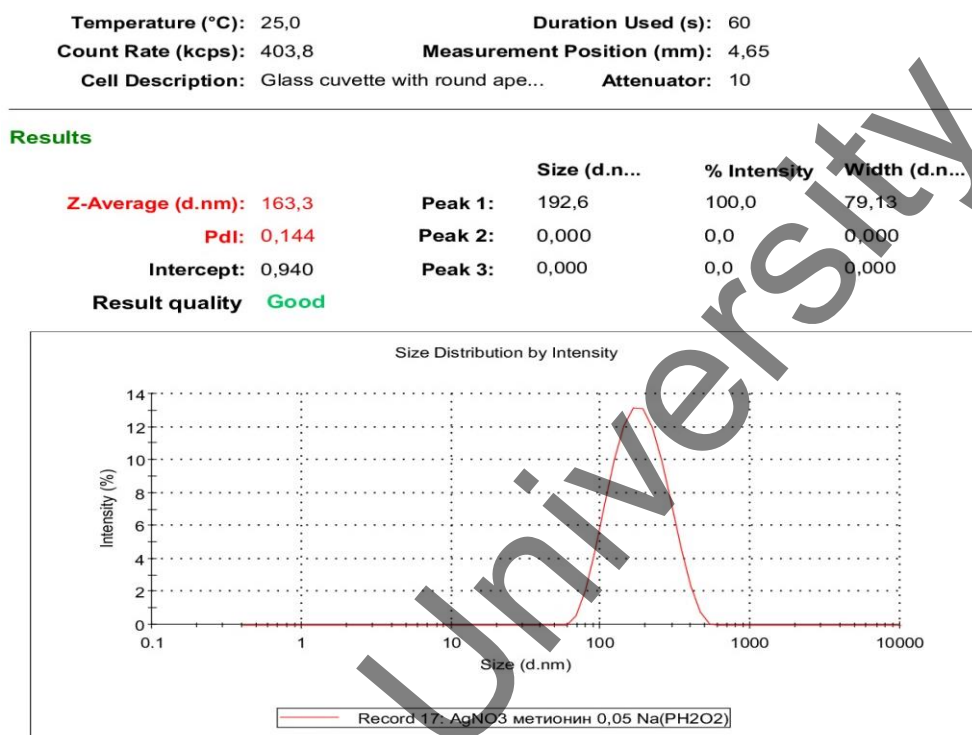 Temperature (°C): 25,0 Duration Used (s): 60
Count Rate (kcps): 403,8 Measurement Position (mm): 4,65
Cell Description: Glass cuvette with round ape... Attenuator: 10
Results
Size (d.n... % Intensity Width (d.n...
Z-Average (d.nm): 163,3 Peak 1: 192,6 100,0 79,13
PdI: 0,144 Peak 2: 0,000 0,0 0,000
Intercept: 0,940 Peak 3: 0,000 0,0 0,000
Result quality Good
Size Distribution by Intensity
Intensity (%)
14
12
10
8
6
4
2
0
0.1 1 10 100 1000 10000
Size (d.nm)
Record 17: AgNO3 метионин 0,05 Na(PH2O2)
University